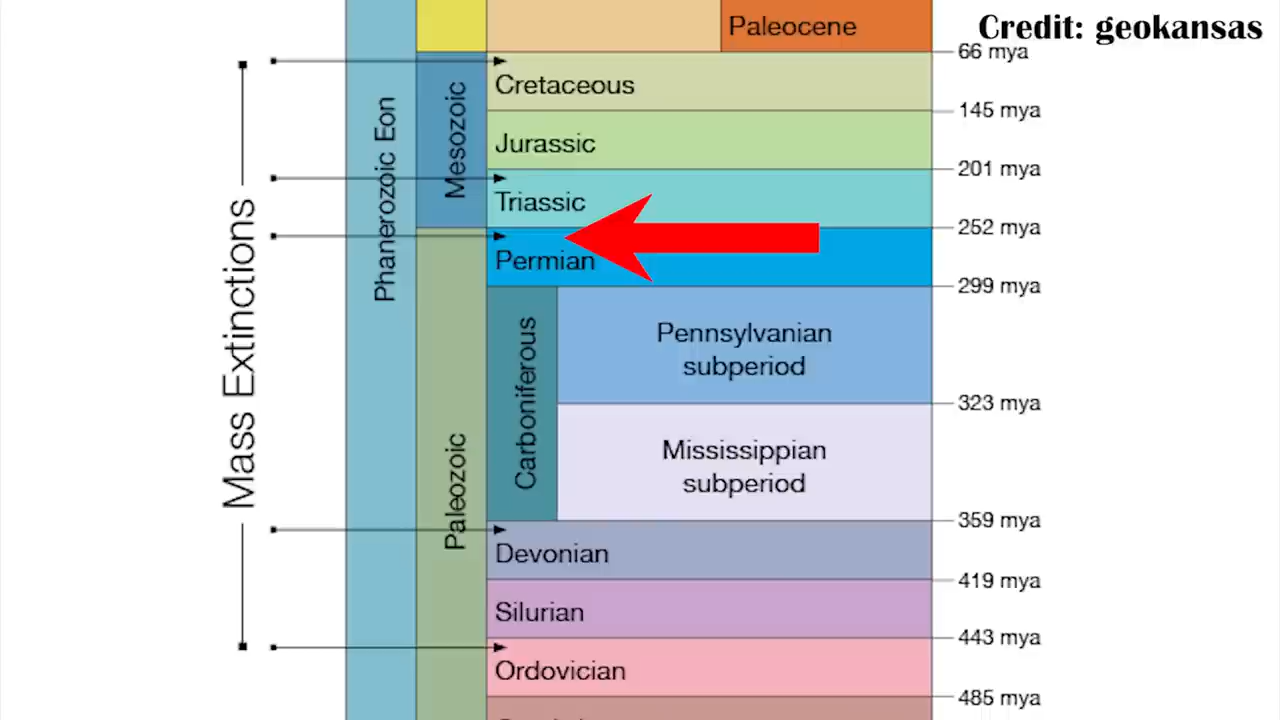 Paleocene
Credit: geokansas
66 mya
Cretaceous
145 mya
Jurassic
201 mya
Triassic
252 mya
Permian
299 mya
Pennsylvanian
subperiod
323 mya
Mississippian
subperiod
359 mya
Devonian
419 mya
Silurian
443 mya
Ordovician
485 mya
Mass Extinctions
Phanerozoic Eon
Mesozoic
Paleozoic
Carboniferous